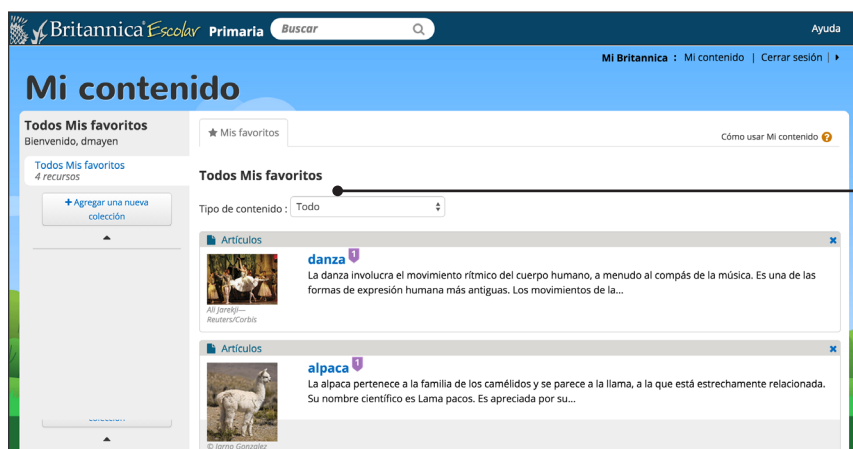 Britannica Escolar Primaria Buscar Ayuda
Mi Britannica : Mi contenido | Cerrar sesión |
Mi contenido
Todos Mis favoritos
Bienvenido, dmayen
Mis favoritos
Cómo usar Mi contenido ?
Todos Mis favoritos
4 recursos
+ Agregar una nueva
colección
Todos Mis favoritos
Tipo de contenido : Todo
Artículos
danza 1
La danza involucra el movimiento rítmico del cuerpo humano, a menudo al compás de la música. Es una de las
formas de expresión humana más antiguas. Los movimientos de la...
Ali Jarekji—
Reuters/Corbis
Artículos
alpaca 1
La alpaca pertenece a la familia de los camélidos y se parece a la llama, a la que está estrechamente relacionada.
Su nombre científico es Lama pacos. Es apreciada por su...
© Jarno Gonzalez